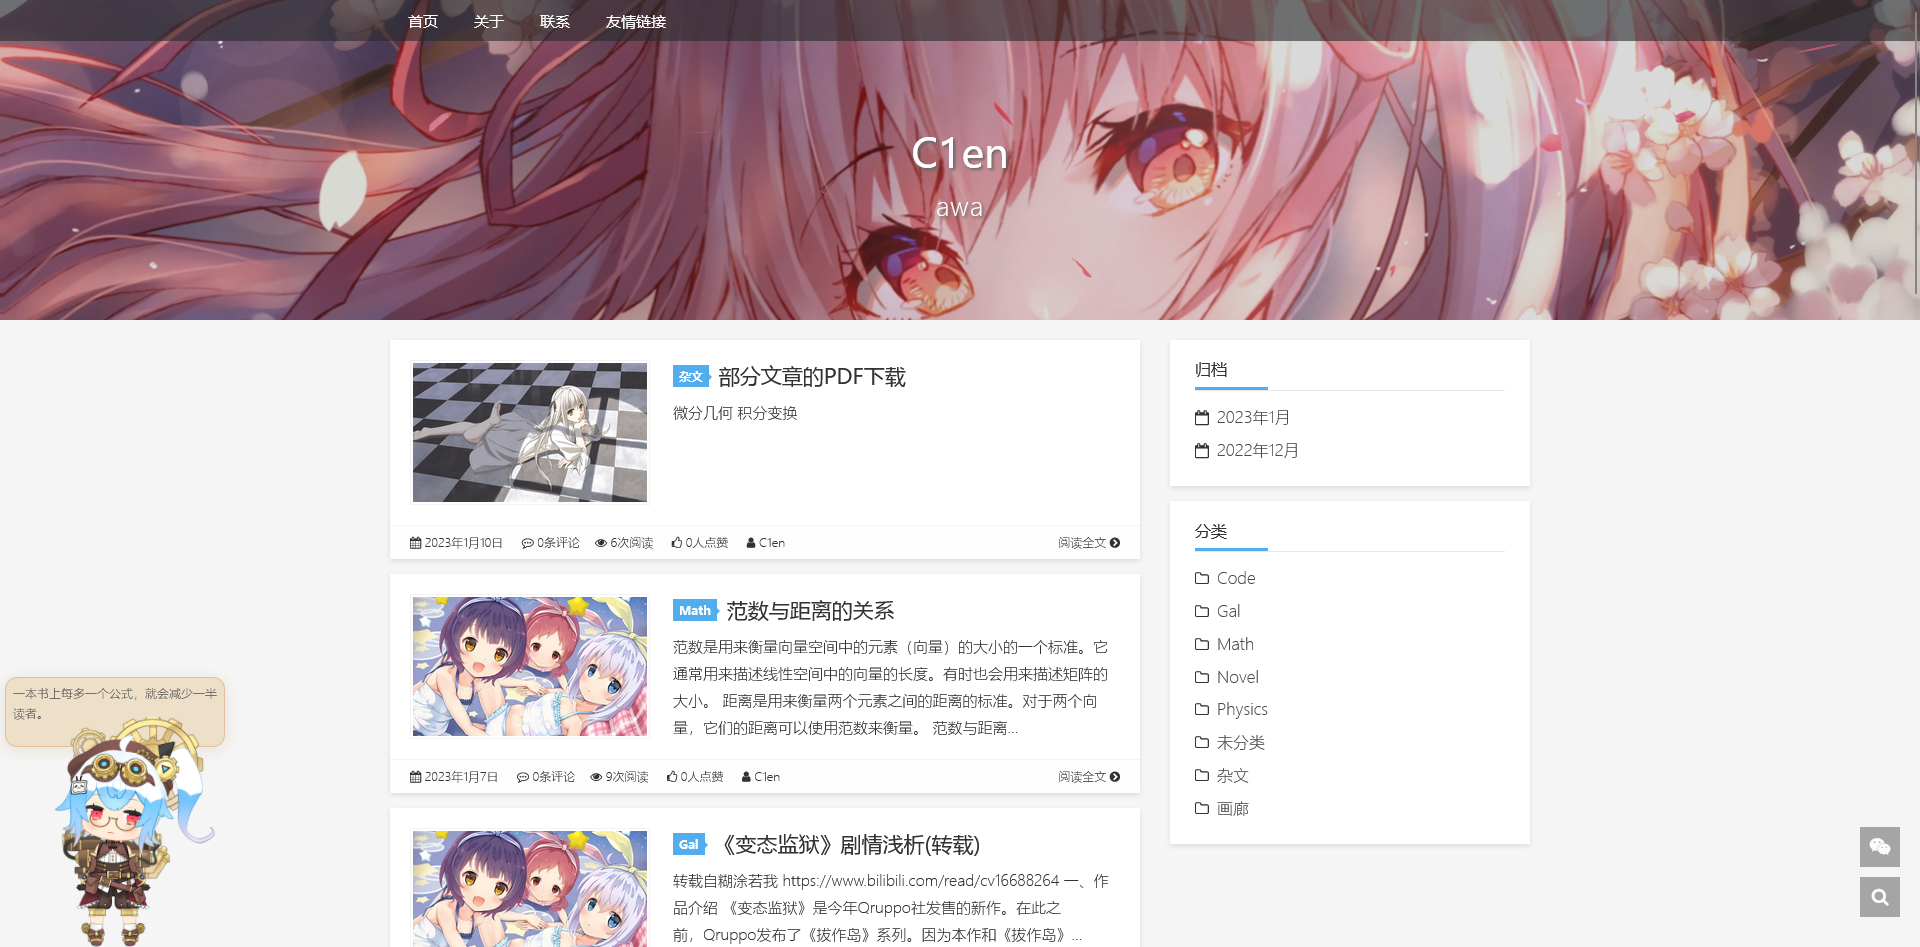 首页 关于 联系 友情链接
C1en
awa
杂文 部分文章的PDF下载
微分几何 积分变换
2023年1月10日 0条评论 6次阅读 0人点赞 C1en 阅读全文
Math 范数与距离的关系
范数是用来衡量向量空间中的元素（向量）的大小的一个标准。它
通常用来描述线性空间中的向量的长度。有时也会用来描述矩阵的
大小。 距离是用来衡量两个元素之间的距离的标准。对于两个向
量，它们的距离可以使用范数来衡量。 范数与距离...
2023年1月7日 0条评论 9次阅读 0人点赞 C1en 阅读全文
Gal 《变态监狱》剧情浅析(转载)
转载自糊涂若我 https://www.bilibili.com/read/cv16688264 一、作
品介绍 《变态监狱》是今年Qruppo社发售的新作。在此之
前，Qruppo发布了《拔作岛》系列。因为本作和《拔作岛》...
归档
2023年1月
2022年12月
分类
Code
Gal
Math
Novel
Physics
未分类
杂文
画廊
一本书上每多一个公式，就会减少一半
读者。